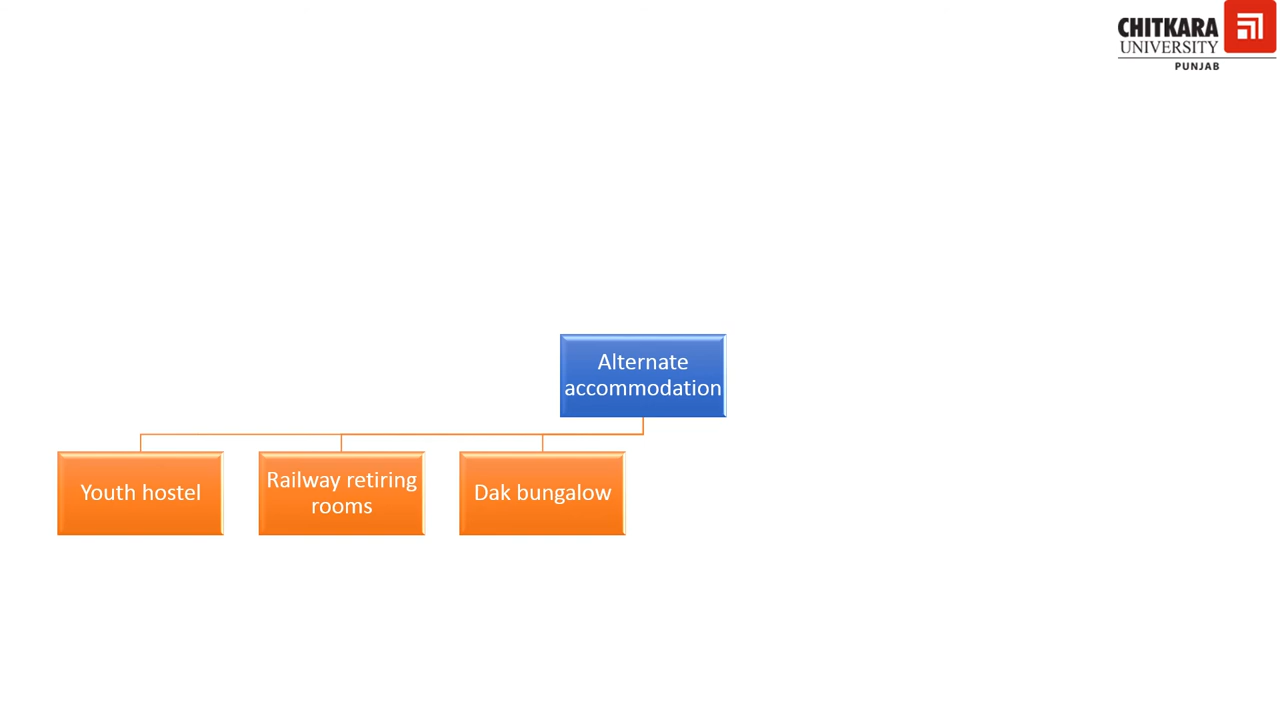 CHITKARA
UNIVERSITY
PUNJAB
Alternate
accommodation
Youth hostel
Railway retiring
rooms
Dak bungalow